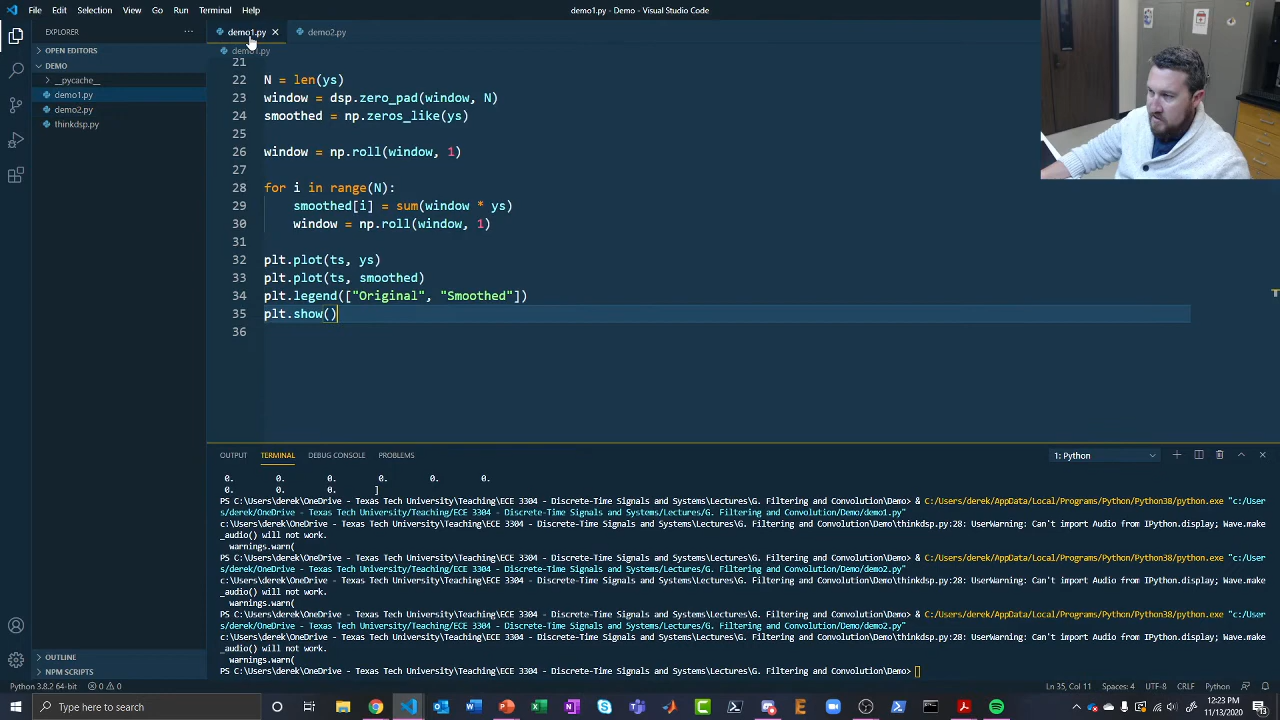 File Edit Selection View Go Run Terminal Help
demo1.py - Demo - Visual Studio Code
EXPLORER
OPEN EDITORS
DEMO
__pycache__
demo1.py
demo2.py
thinkdsp.py
OUTLINE
NPM SCRIPTS
demo1.py demo2.py
demo1.py
21
22 N = len(ys)
23 window = dsp.zero_pad(window, N)
24 smoothed = np.zeros_like(ys)
25
26 window = np.roll(window, 1)
27
28 for i in range(N):
29 smoothed[i] = sum(window * ys)
30 window = np.roll(window, 1)
31
32 plt.plot(ts, ys)
33 plt.plot(ts, smoothed)
34 plt.legend(["Original", "Smoothed"])
35 plt.show()
36
OUTPUT TERMINAL DEBUG CONSOLE PROBLEMS
1: Python
0. 0. 0. 0. 0. 0.
0. 0. 0. ]
PS C:\Users\derek\OneDrive - Texas Tech University\Teaching\ECE 3304 - Discrete-Time Signals and Systems\Lectures\G. Filtering and Convolution\Demo> & C:/Users/derek/AppData/Local/Programs/Python/Python38/python.exe "c:/User
s/derek/OneDrive - Texas Tech University/Teaching/ECE 3304 - Discrete-Time Signals and Systems/Lectures/G. Filtering and Convolution/Demo/demo1.py"
c:\Users\derek\OneDrive - Texas Tech University\Teaching\ECE 3304 - Discrete-Time Signals and Systems\Lectures\G. Filtering and Convolution\Demo\thinkdsp.py:28: UserWarning: Can't import Audio from IPython.display; Wave.make
_audio() will not work.
warnings.warn(
PS C:\Users\derek\OneDrive - Texas Tech University\Teaching\ECE 3304 - Discrete-Time Signals and Systems\Lectures\G. Filtering and Convolution\Demo> & C:/Users/derek/AppData/Local/Programs/Python/Python38/python.exe "c:/User
s/derek/OneDrive - Texas Tech University/Teaching/ECE 3304 - Discrete-Time Signals and Systems/Lectures/G. Filtering and Convolution/Demo/demo2.py"
c:\Users\derek\OneDrive - Texas Tech University\Teaching\ECE 3304 - Discrete-Time Signals and Systems\Lectures\G. Filtering and Convolution\Demo\thinkdsp.py:28: UserWarning: Can't import Audio from IPython.display; Wave.make
_audio() will not work.
warnings.warn(
PS C:\Users\derek\OneDrive - Texas Tech University\Teaching\ECE 3304 - Discrete-Time Signals and Systems\Lectures\G. Filtering and Convolution\Demo> & C:/Users/derek/AppData/Local/Programs/Python/Python38/python.exe "c:/User
s/derek/OneDrive - Texas Tech University/Teaching/ECE 3304 - Discrete-Time Signals and Systems/Lectures/G. Filtering and Convolution/Demo/demo2.py"
c:\Users\derek\OneDrive - Texas Tech University\Teaching\ECE 3304 - Discrete-Time Signals and Systems\Lectures\G. Filtering and Convolution\Demo\thinkdsp.py:28: UserWarning: Can't import Audio from IPython.display; Wave.make
_audio() will not work.
warnings.warn(
PS C:\Users\derek\OneDrive - Texas Tech University\Teaching\ECE 3304 - Discrete-Time Signals and Systems\Lectures\G. Filtering and Convolution\Demo>
Python 3.8.2 64-bit 0 0 Ln 35, Col 11 Spaces: 4 UTF-8 CRLF Python
Type here to search
12:23 PM
11/13/2020